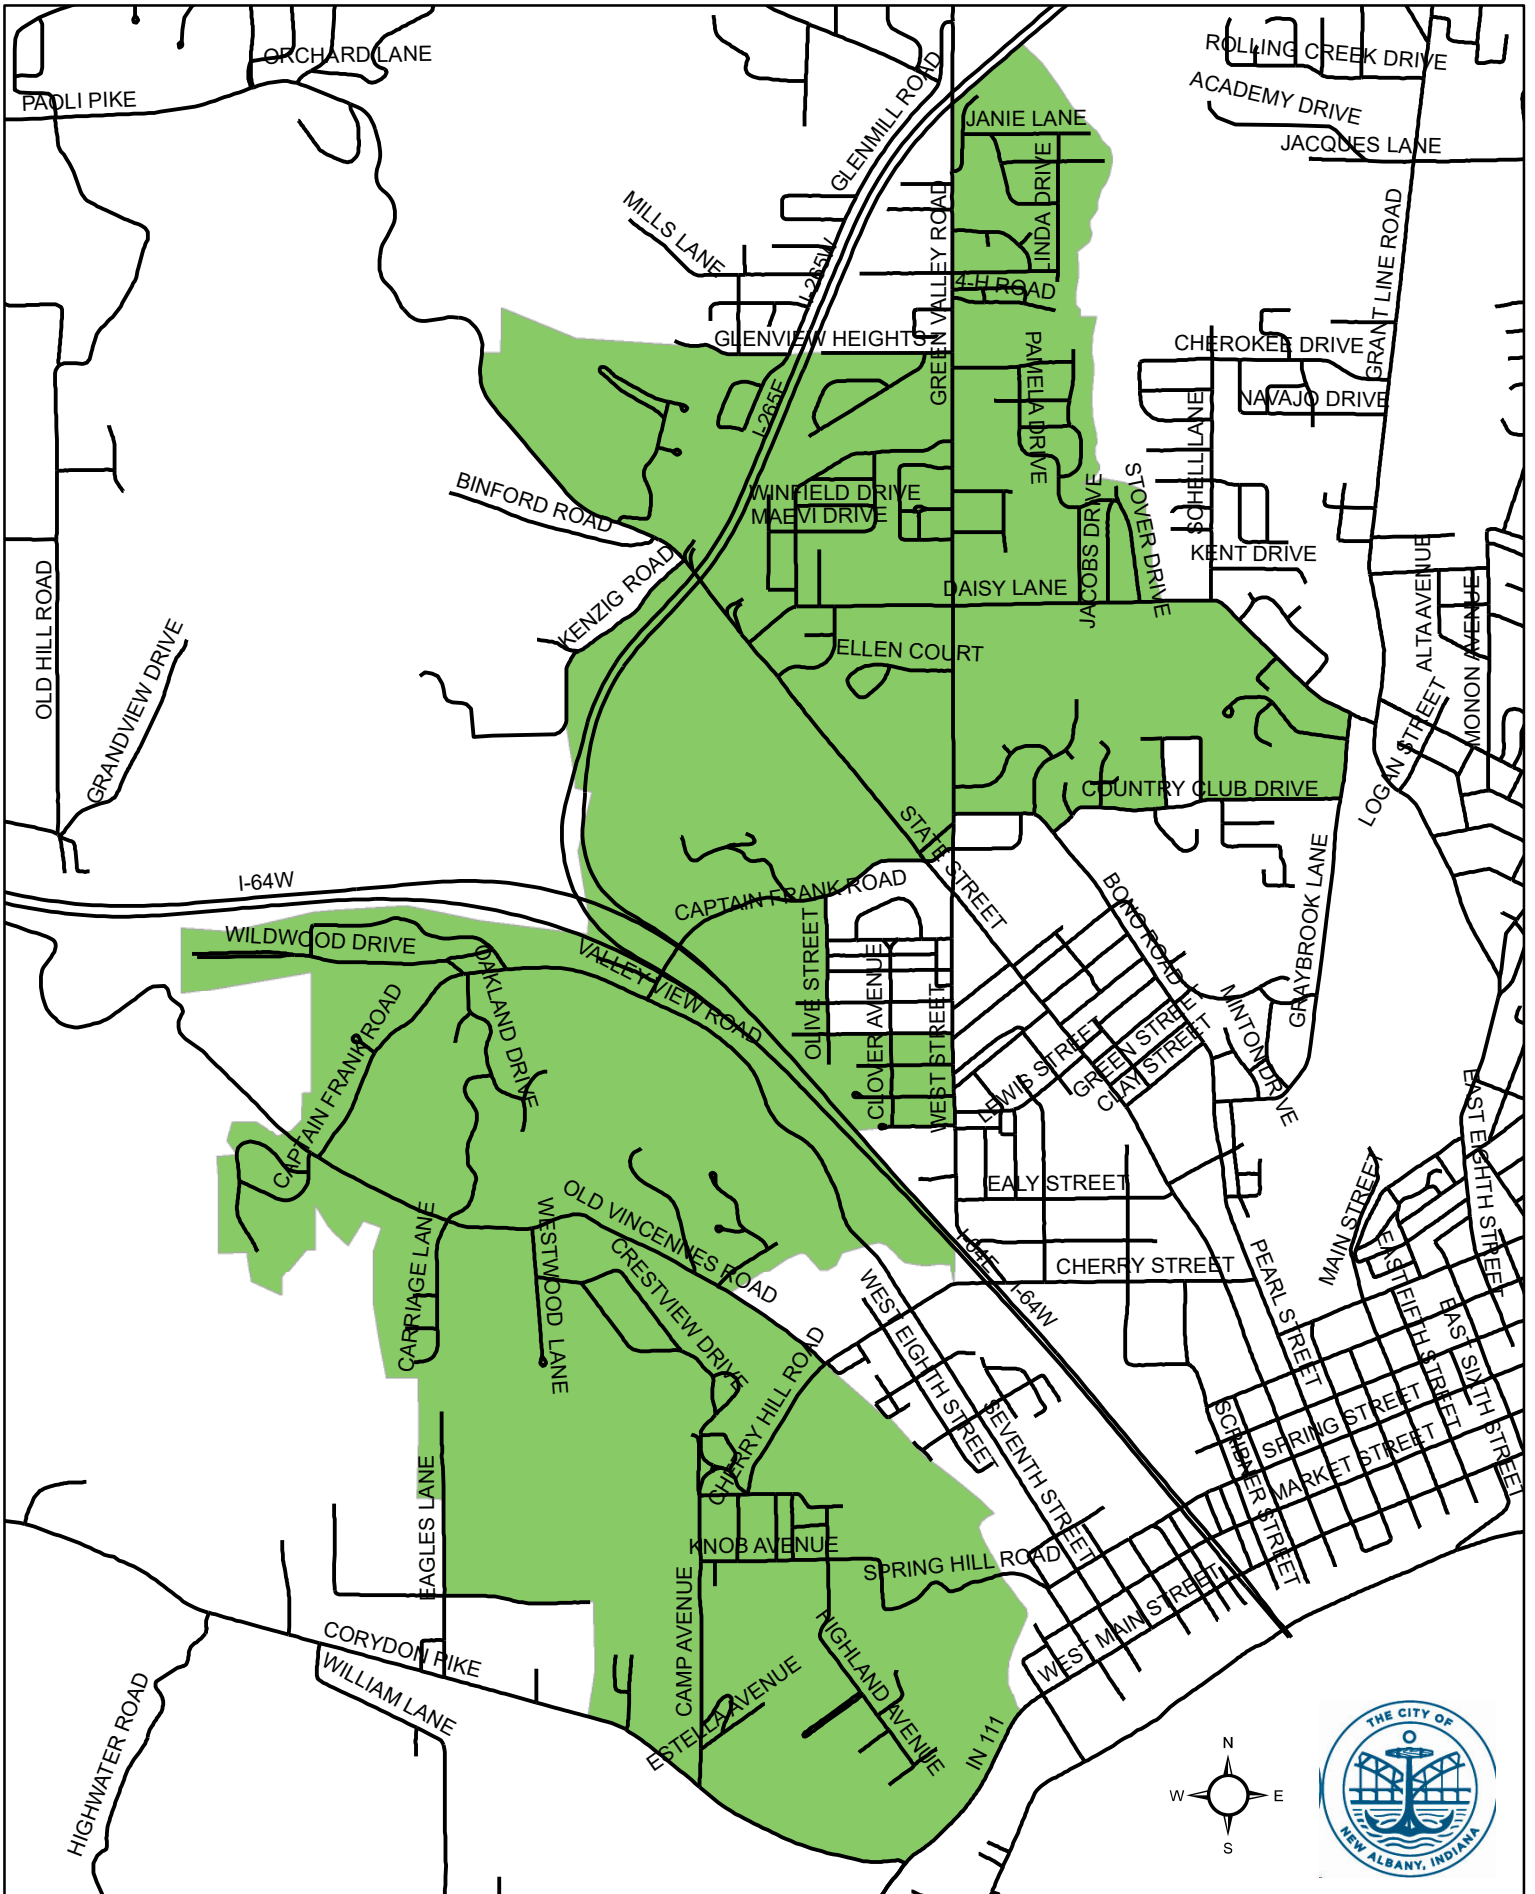 ORCHARD LANE
ROLLING CREEK DRIVE
PAOLI PIKE
ACADEMY DRIVE
JANIE LANE
JACQUES LANE
GLENMILL ROAD
LINDA DRIVE
MILLS LANE
GREEN VALLEY ROAD
I-265W
GRANT LINE ROAD
4-H ROAD
GLENVIEW HEIGHTS
PAMELA DRIVE
CHEROKEE DRIVE
NAVAJO DRIVE
I-265E
SCHELL LANE
BINFORD ROAD
WINFIELD DRIVE
MAEVI DRIVE
JACOBS DRIVE
STOVER DRIVE
KENT DRIVE
ALTA AVENUE
MONON AVENUE
KENZIG ROAD
DAISY LANE
OLD HILL ROAD
GRANDVIEW DRIVE
ELLEN COURT
LOGAN STREET
COUNTRY CLUB DRIVE
STATE STREET
I-64W
CAPTAIN FRANK ROAD
BONO ROAD
GRAYBROOK LANE
WILDWOOD DRIVE
OAKLAND DRIVE
VALLEY VIEW ROAD
OLIVE STREET
CLOVER AVENUE
WEST STREET
CAPTAIN FRANK ROAD
LEWIS STREET
GREEN STREET
CLAY STREET
MINTON DRIVE
EAST EIGHTH STREET
EALY STREET
MAIN STREET
OLD VINCENNES ROAD
CARRIAGE LANE
WESTWOOD LANE
CRESTVIEW DRIVE
I-64E
I-64W
CHERRY STREET
PEARL STREET
EAST FIFTH STREET
EAST SIXTH STREET
WEST EIGHTH STREET
CHERRY HILL ROAD
SEVENTH STREET
SCRIBNER STREET
SPRING STREET
MARKET STREET
EAGLES LANE
KNOB AVENUE
SPRING HILL ROAD
CAMP AVENUE
WEST MAIN STREET
CORYDON PIKE
WILLIAM LANE
HIGHLAND AVENUE
ESTELLA AVENUE
HIGHWATER ROAD
IN 111
N
W
E
S
THE CITY OF
NEW ALBANY, INDIANA